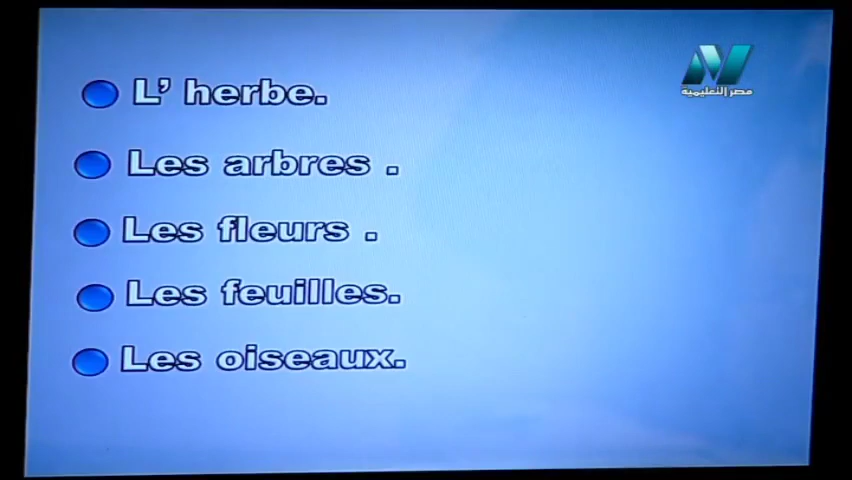 مصر التعليمية
L' herbe.
Les arbres .
Les fleurs .
Les feuilles.
Les oiseaux.